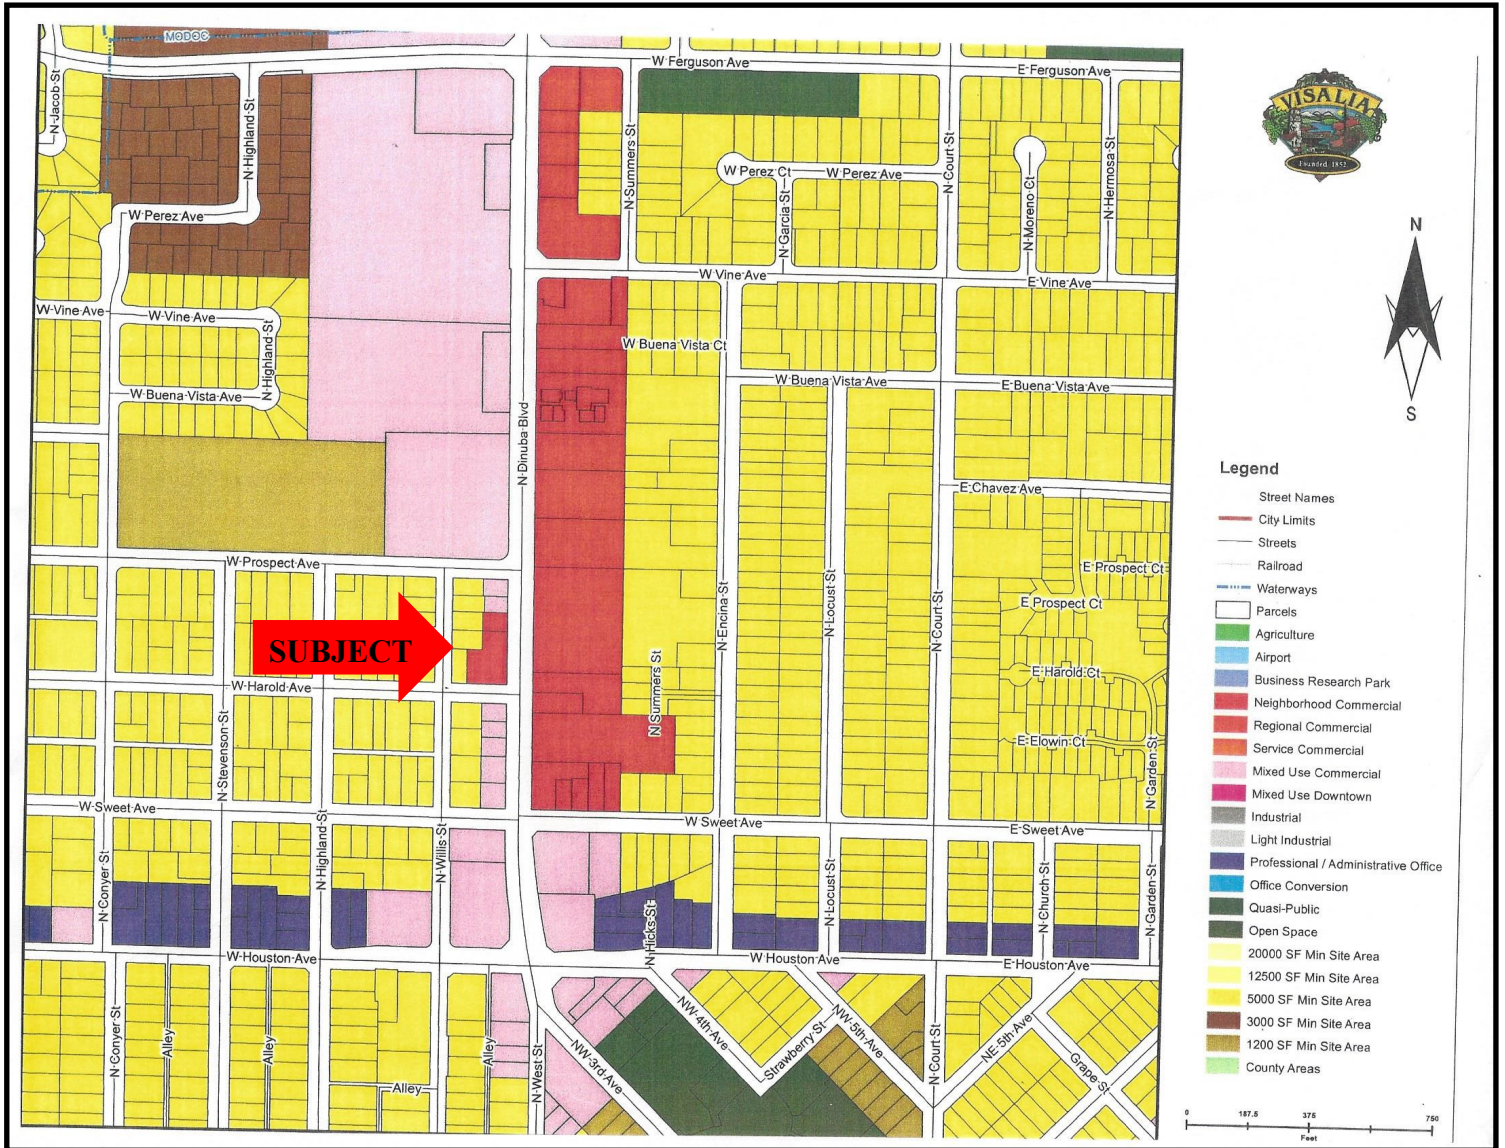 MODOC
W Ferguson Ave
E Ferguson Ave
N Jacob St
N Highland St
N Summers St
N Court St
N Hermosa St
W Perez Ct
W Perez Ave
N Garcia St
N Moreno Ct
W Perez Ave
W Vine Ave
E Vine Ave
W Vine Ave
W Vine Ave
N Highland St
W Buena Vista Ct
W Buena Vista Ave
W Buena Vista Ave
E Buena Vista Ave
N Dinuba Blvd
E Chavez Ave
W Prospect Ave
E Prospect Ct
E Prospect Ct
N Encina St
N Locust St
N Court St
SUBJECT
N Summers St
W Harold Ave
E Harold Ct
E Elowin Ct
N Garden St
N Stevenson St
W Sweet Ave
W Sweet Ave
E Sweet Ave
N Conyer St
N Highland St
N Willis St
N Hicks St
N Locust St
N Church St
N Garden St
W Houston Ave
W Houston Ave
E Houston Ave
N Conyer St
Alley
Alley
Alley
Alley
N West St
NW 3rd Ave
NW 4th Ave
Strawberry St
NW 5th Ave
N Court St
NE 5th Ave
Grape St
VISALIA
Founded 1852
N
S
Legend
Street Names
City Limits
Streets
Railroad
Waterways
Parcels
Agriculture
Airport
Business Research Park
Neighborhood Commercial
Regional Commercial
Service Commercial
Mixed Use Commercial
Mixed Use Downtown
Industrial
Light Industrial
Professional / Administrative Office
Office Conversion
Quasi-Public
Open Space
20000 SF Min Site Area
12500 SF Min Site Area
5000 SF Min Site Area
3000 SF Min Site Area
1200 SF Min Site Area
County Areas
0 187.5 375 750
Feet